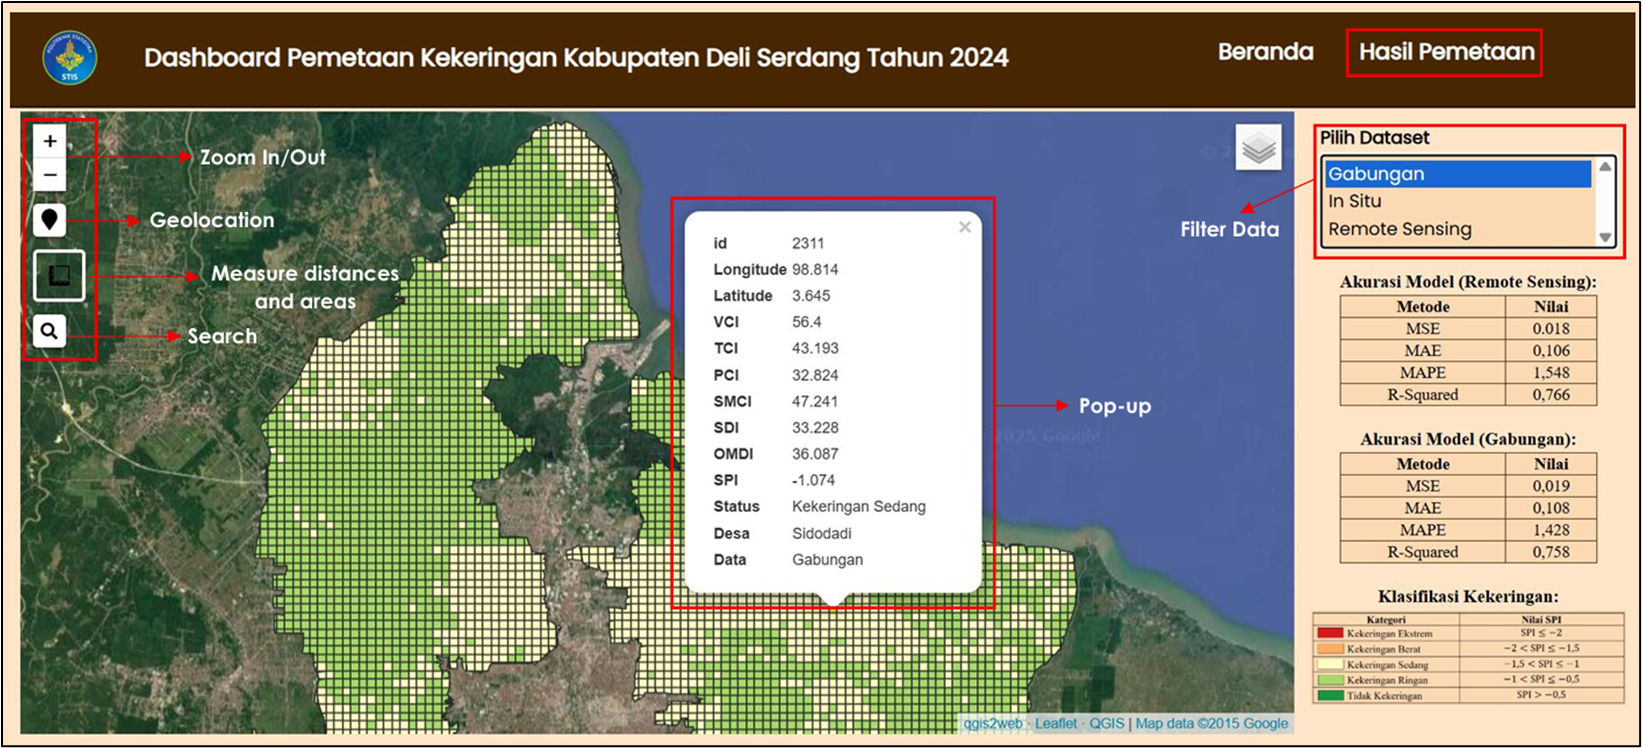 POLITEKNIK STATISTIKA
STIS
Dashboard Pemetaan Kekeringan Kabupaten Deli Serdang Tahun 2024
Beranda
Hasil Pemetaan
+
Zoom In/Out
−
Geolocation
Measure distances
and areas
Search
×
id 2311
Longitude 98.814
Latitude 3.645
VCI 56.4
TCI 43.193
PCI 32.824
SMCI 47.241
SDI 33.228
OMDI 36.087
SPI -1.074
Status Kekeringan Sedang
Desa Sidodadi
Data Gabungan
Pop-up
2025 Google
qgis2web · Leaflet · QGIS | Map data ©2015 Google
Pilih Dataset
Gabungan
In Situ
Remote Sensing
Filter Data
Akurasi Model (Remote Sensing):
Metode Nilai
MSE 0.018
MAE 0,106
MAPE 1,548
R-Squared 0,766
Akurasi Model (Gabungan):
Metode Nilai
MSE 0,019
MAE 0,108
MAPE 1,428
R-Squared 0,758
Klasifikasi Kekeringan:
Kategori Nilai SPI
Kekeringan Ekstrem SPI ≤ −2
Kekeringan Berat −2 < SPI ≤ −1,5
Kekeringan Sedang −1,5 < SPI ≤ −1
Kekeringan Ringan −1 < SPI ≤ −0,5
Tidak Kekeringan SPI > −0,5